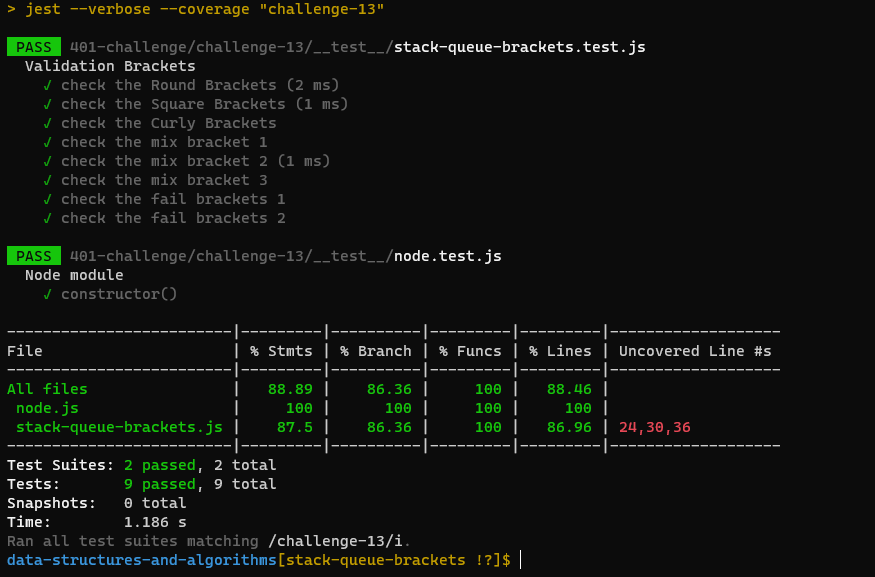 > jest --verbose --coverage "challenge-13"
PASS 401-challenge/challenge-13/__test__/stack-queue-brackets.test.js
Validation Brackets
✓ check the Round Brackets (2 ms)
✓ check the Square Brackets (1 ms)
✓ check the Curly Brackets
✓ check the mix bracket 1
✓ check the mix bracket 2 (1 ms)
✓ check the mix bracket 3
✓ check the fail brackets 1
✓ check the fail brackets 2
PASS 401-challenge/challenge-13/__test__/node.test.js
Node module
✓ constructor()
-------------------------|---------|----------|---------|---------|-------------------
File                     | % Stmts | % Branch | % Funcs | % Lines | Uncovered Line #s
-------------------------|---------|----------|---------|---------|-------------------
All files                |   88.89 |    86.36 |     100 |   88.46 |
 node.js                 |     100 |      100 |     100 |     100 |
 stack-queue-brackets.js |    87.5 |    86.36 |     100 |   86.96 | 24,30,36
-------------------------|---------|----------|---------|---------|-------------------
Test Suites: 2 passed, 2 total
Tests:       9 passed, 9 total
Snapshots:   0 total
Time:        1.186 s
Ran all test suites matching /challenge-13/i.
data-structures-and-algorithms[stack-queue-brackets !?]$